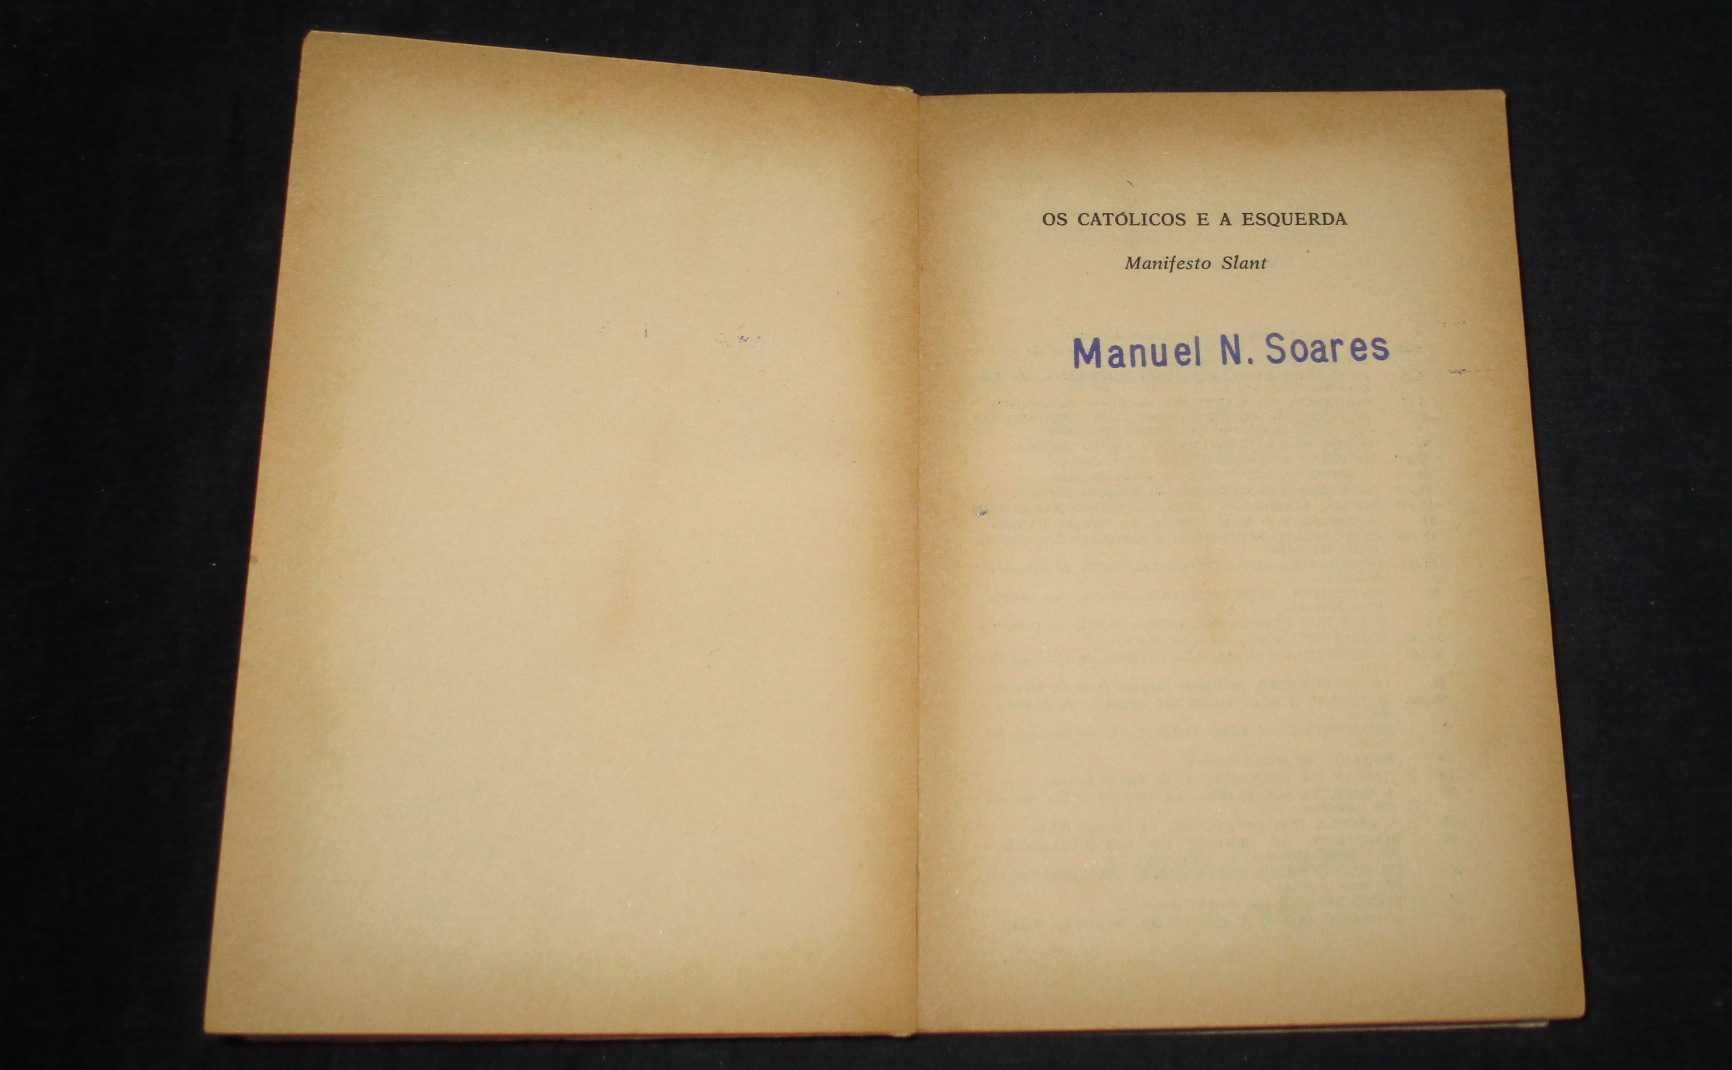 OS CATÓLICOS E A ESQUERDA
Manifesto Slant
Manuel N. Soares